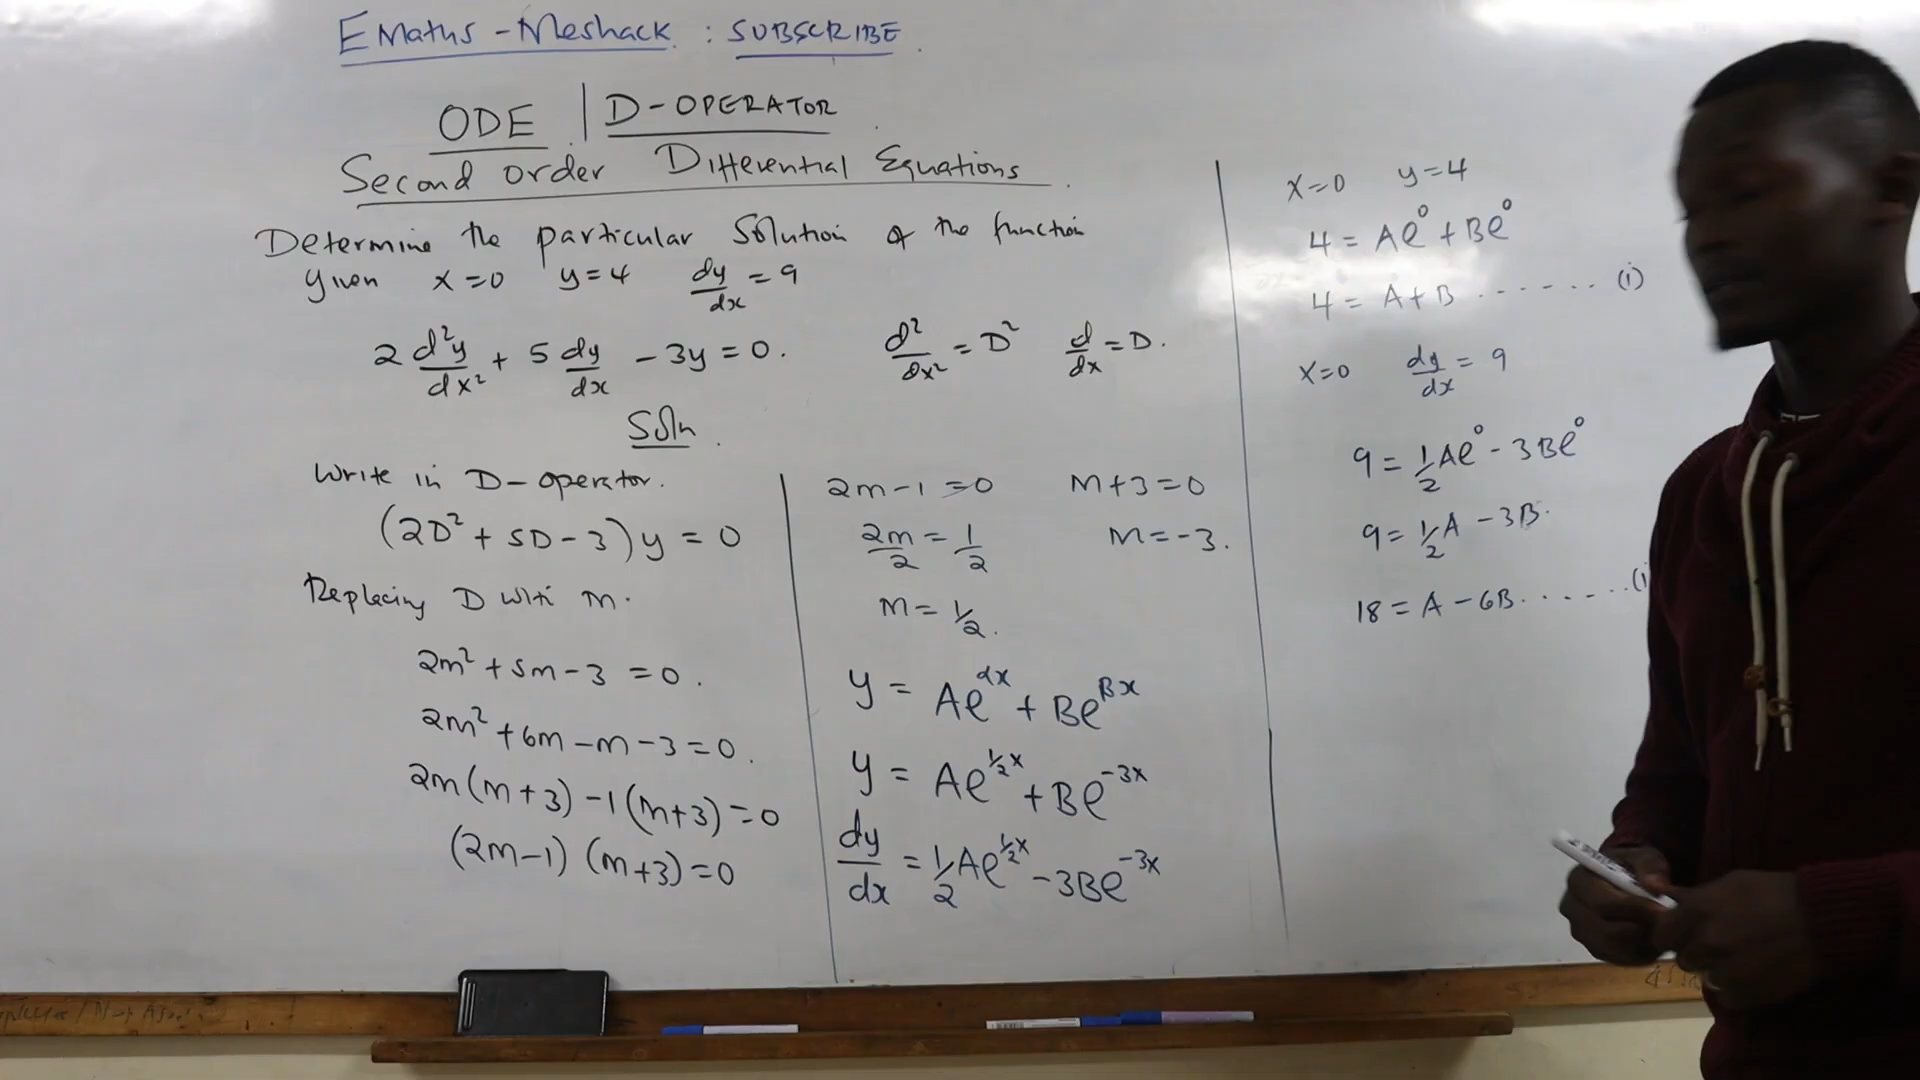 EMaths - Meshack : SUBSCRIBE
ODE | D-OPERATOR
Second order Differential Equations
Determine the particular Solution of the function
given x=0 y=4 dy/dx = 9
2 d²y/dx² + 5 dy/dx - 3y = 0. d²/dx² = D² d/dx = D.
Soln.
Write in D-operator.
(2D² + 5D - 3)y = 0
Replacing D with m.
2m² + 5m - 3 = 0.
2m² + 6m - m - 3 = 0.
2m(m+3) -1(m+3) = 0
(2m-1) (m+3) = 0
2m-1=0 m+3=0
2m/2 = 1/2 m=-3.
m = 1/2.
y = Ae^αx + Be^βx
y = Ae^½x + Be^-3x
dy/dx = ½Ae^½x - 3Be^-3x
x=0 y=4
4 = Ae⁰ + Be⁰
4 = A+B ....... (i)
x=0 dy/dx = 9
9 = ½Ae⁰ - 3Be⁰
9 = ½A - 3B.
18 = A - 6B ...... (i